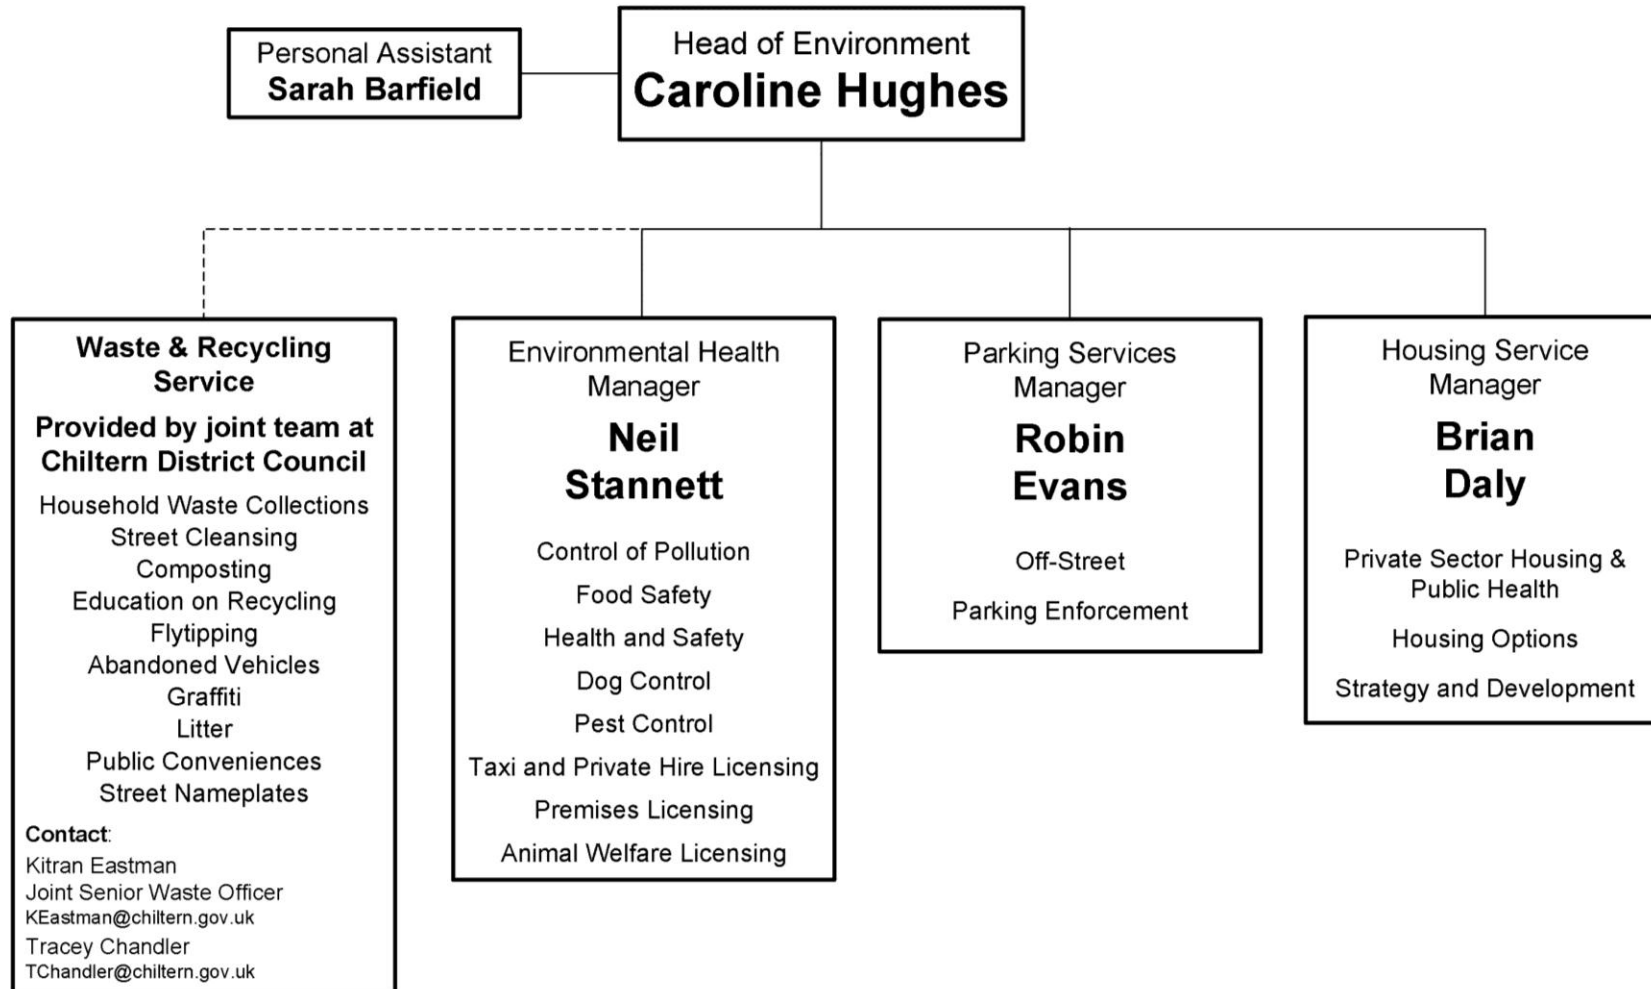 Personal Assistant
Sarah Barfield
Head of Environment
Caroline Hughes
Waste & Recycling
Service
Provided by joint team at
Chiltern District Council
Household Waste Collections
Street Cleansing
Composting
Education on Recycling
Flytipping
Abandoned Vehicles
Graffiti
Litter
Public Conveniences
Street Nameplates
Contact:
Kitran Eastman
Joint Senior Waste Officer
KEastman@chiltern.gov.uk
Tracey Chandler
TChandler@chiltern.gov.uk
Environmental Health
Manager
Neil
Stannett
Control of Pollution
Food Safety
Health and Safety
Dog Control
Pest Control
Taxi and Private Hire Licensing
Premises Licensing
Animal Welfare Licensing
Parking Services
Manager
Robin
Evans
Off-Street
Parking Enforcement
Housing Service
Manager
Brian
Daly
Private Sector Housing &
Public Health
Housing Options
Strategy and Development